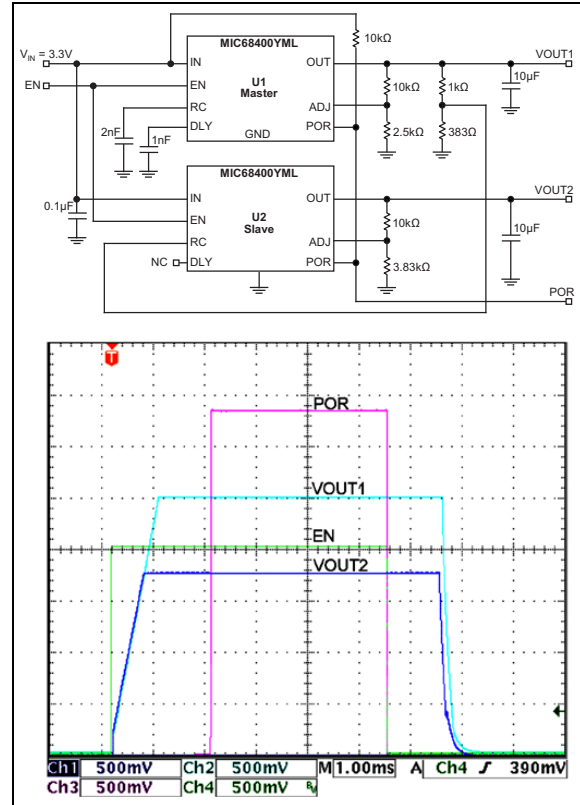 MIC68400YML
10kΩ
VIN = 3.3V
IN
OUT
VOUT1
EN
EN
U1
Master
10kΩ
1kΩ
10µF
RC
ADJ
2nF
1nF
DLY
GND
POR
2.5kΩ
383Ω
MIC68400YML
IN
OUT
VOUT2
0.1µF
EN
U2
Slave
10kΩ
10µF
RC
ADJ
NC
DLY
POR
3.83kΩ
POR
T
POR
VOUT1
EN
VOUT2
Ch1 500mV Ch2 500mV M 1.00ms A Ch4 390mV
Ch3 500mV Ch4 500mV